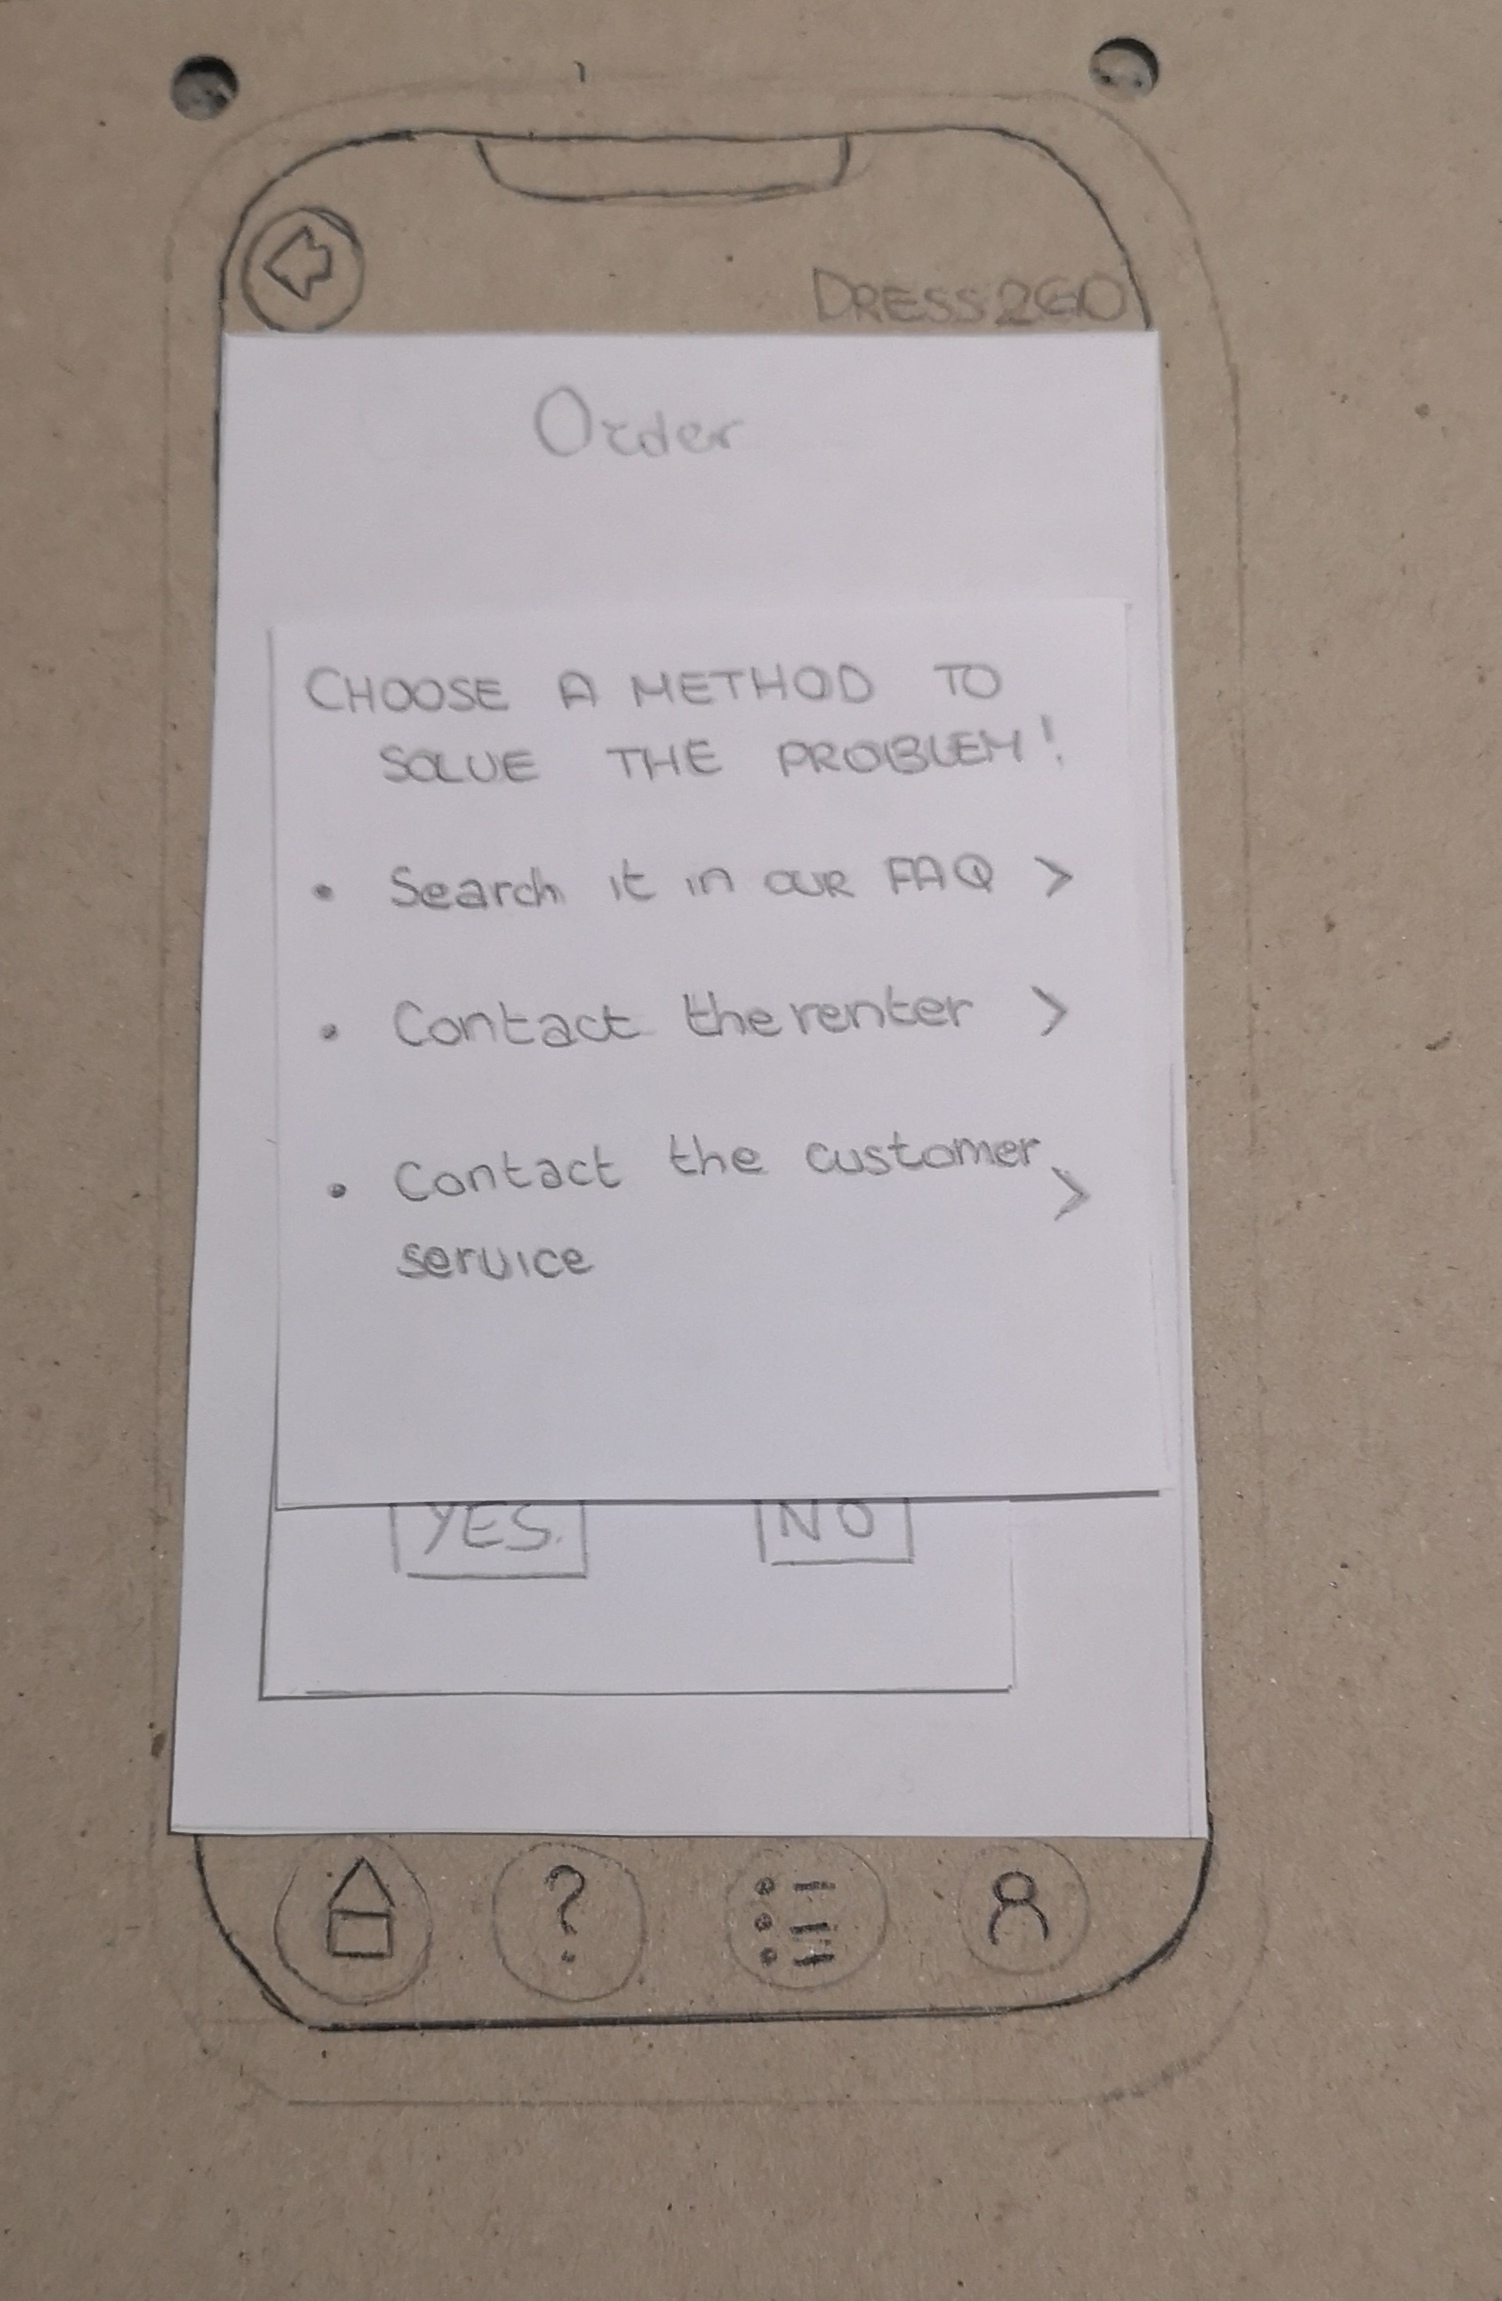 DRESS2GO
Order
CHOOSE A METHOD TO
SOLVE THE PROBLEM!
• Search it in our FAQ >
• Contact the renter >
• Contact the customer >
service
YES.
NO
?